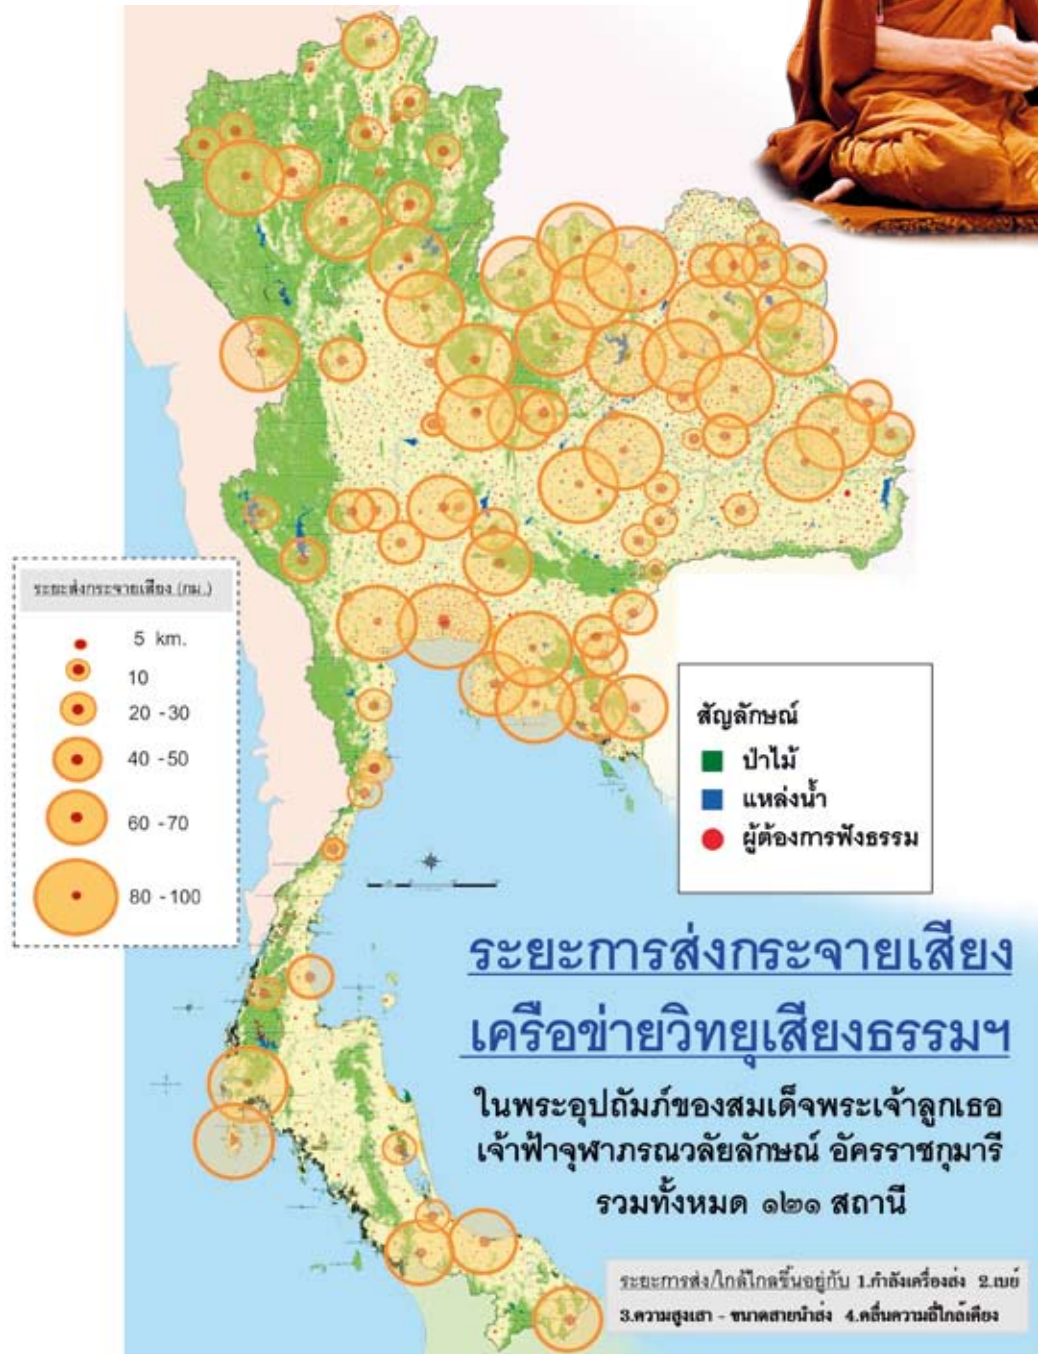 ระยะส่งกระจายเสียง (กม.)
5 km.
10
20 - 30
40 - 50
60 - 70
80 - 100
สัญลักษณ์
ป่าไม้
แหล่งน้ำ
ผู้ต้องการฟังธรรม
ระยะการส่งกระจายเสียง
เครือข่ายวิทยุเสียงธรรมฯ
ในพระอุปถัมภ์ของสมเด็จพระเจ้าลูกเธอ
เจ้าฟ้าจุฬาภรณวลัยลักษณ์ อัครราชกุมารี
รวมทั้งหมด ๑๒๑ สถานี
ระยะการส่ง/ใกล้ไกลขึ้นอยู่กับ 1.กำลังเครื่องส่ง 2.เบย์
3.ความสูงเสา - ขนาดสายนำส่ง 4.คลื่นความถี่ใกล้เคียง